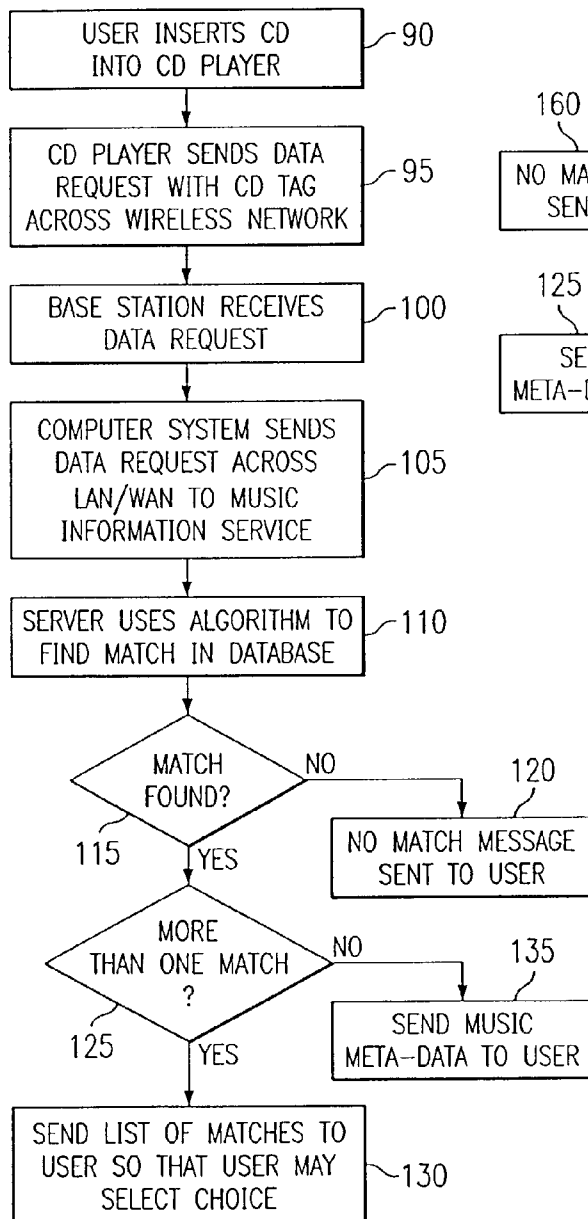 USER INSERTS CD
INTO CD PLAYER
90
CD PLAYER SENDS DATA
REQUEST WITH CD TAG
ACROSS WIRELESS NETWORK
95
BASE STATION RECEIVES
DATA REQUEST
100
COMPUTER SYSTEM SENDS
DATA REQUEST ACROSS
LAN/WAN TO MUSIC
INFORMATION SERVICE
105
SERVER USES ALGORITHM TO
FIND MATCH IN DATABASE
110
MATCH
FOUND?
115
NO
YES
120
NO MATCH MESSAGE
SENT TO USER
MORE
THAN ONE MATCH
?
125
NO
YES
135
SEND MUSIC
META-DATA TO USER
SEND LIST OF MATCHES TO
USER SO THAT USER MAY
SELECT CHOICE
130
160
NO MA
SEN
125
SE
META-D